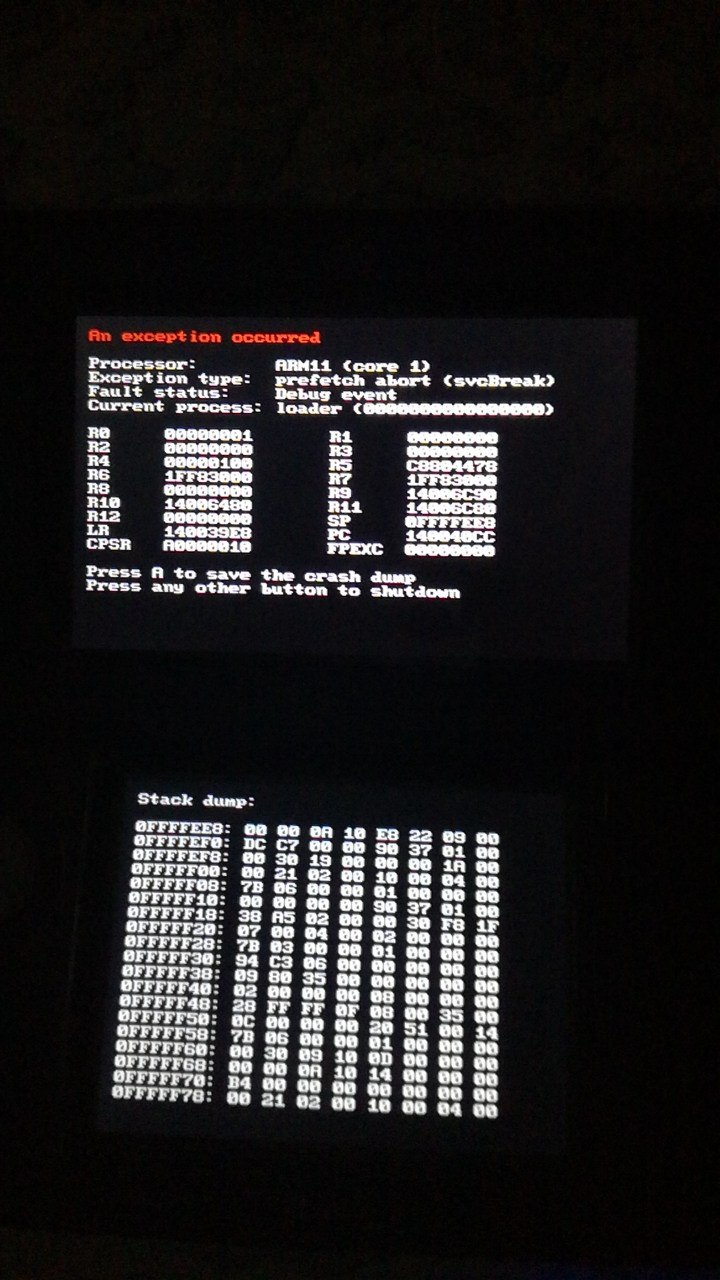 An exception occurred
Processor: ARM11 (core 1)
Exception type: prefetch abort (svcBreak)
Fault status: Debug event
Current process: loader (0000000000000000)
R0 00000001 R1 00000000
R2 00000000 R3 00000000
R4 00000100 R5 C8804478
R6 1FF83000 R7 1FF83000
R8 00000000 R9 14006C90
R10 14006480 R11 14006C80
R12 00000000 SP 0FFFFEE8
LR 140039E8 PC 140040CC
CPSR A0000010 FPEXC 00000000
Press A to save the crash dump
Press any other button to shutdown
Stack dump:
0FFFFEE8: 00 00 0A 10 E8 22 09 00
0FFFFEF0: DC C7 00 00 90 37 01 00
0FFFFEF8: 00 30 19 00 00 00 1A 00
0FFFFF00: 00 21 02 00 10 00 04 00
0FFFFF08: 7B 06 00 00 01 00 00 00
0FFFFF10: 00 00 00 00 90 37 01 00
0FFFFF18: 38 A5 02 00 00 30 F8 1F
0FFFFF20: 07 00 04 00 02 00 00 00
0FFFFF28: 7B 03 00 00 01 00 00 00
0FFFFF30: 94 C3 06 00 00 00 00 00
0FFFFF38: 09 80 35 00 00 00 00 00
0FFFFF40: 02 00 00 00 08 00 00 00
0FFFFF48: 28 FF FF 0F 08 00 35 00
0FFFFF50: 0C 00 00 00 20 51 00 14
0FFFFF58: 7B 06 00 00 01 00 00 00
0FFFFF60: 00 30 09 10 0D 00 00 00
0FFFFF68: 00 00 0A 10 14 00 00 00
0FFFFF70: B4 00 00 00 00 00 00 00
0FFFFF78: 00 21 02 00 10 00 04 00